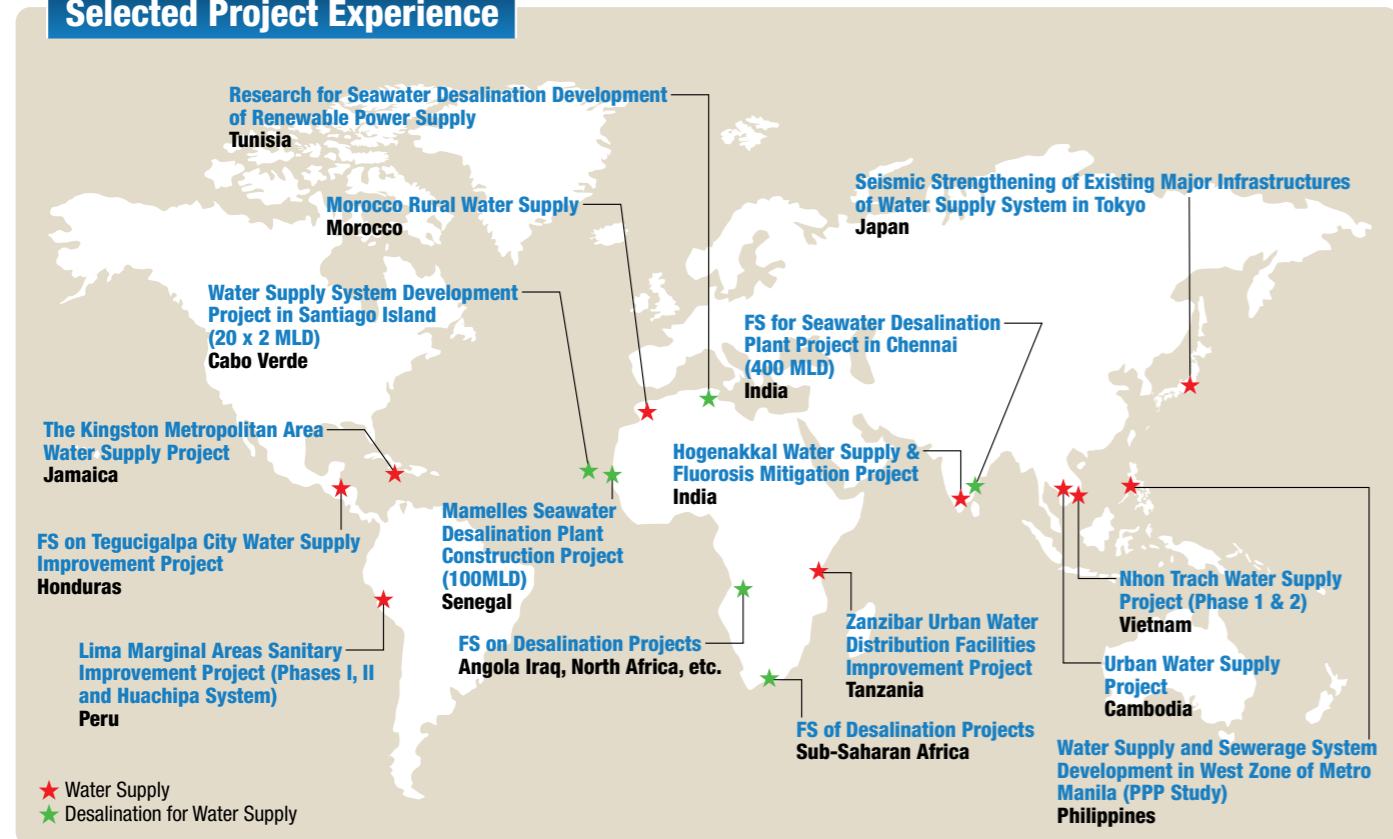 Selected Project Experience
Research for Seawater Desalination Development
of Renewable Power Supply
Tunisia
Morocco Rural Water Supply
Morocco
Water Supply System Development
Project in Santiago Island
(20 x 2 MLD)
Cabo Verde
Seismic Strengthening of Existing Major Infrastructures
of Water Supply System in Tokyo
Japan
FS for Seawater Desalination
Plant Project in Chennai
(400 MLD)
India
The Kingston Metropolitan Area
Water Supply Project
Jamaica
Hogenakkal Water Supply &
Fluorosis Mitigation Project
India
FS on Tegucigalpa City Water Supply
Improvement Project
Honduras
Mamelles Seawater
Desalination Plant
Construction Project
(100MLD)
Senegal
Lima Marginal Areas Sanitary
Improvement Project (Phases I, II
and Huachipa System)
Peru
FS on Desalination Projects
Angola Iraq, North Africa, etc.
Zanzibar Urban Water
Distribution Facilities
Improvement Project
Tanzania
FS of Desalination Projects
Sub-Saharan Africa
Nhon Trach Water Supply
Project (Phase 1 & 2)
Vietnam
Urban Water Supply
Project
Cambodia
Water Supply and Sewerage System
Development in West Zone of Metro
Manila (PPP Study)
Philippines
Water Supply
Desalination for Water Supply